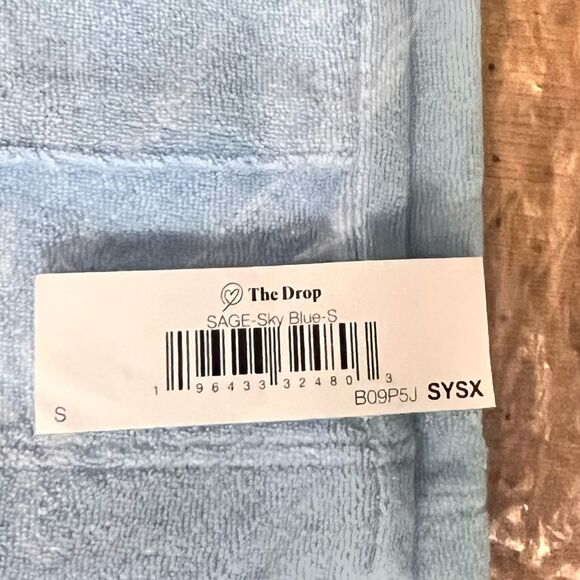 The Drop
SAGE-Sky Blue-S
1 96433 32480 3
B09P5J SYSX
S